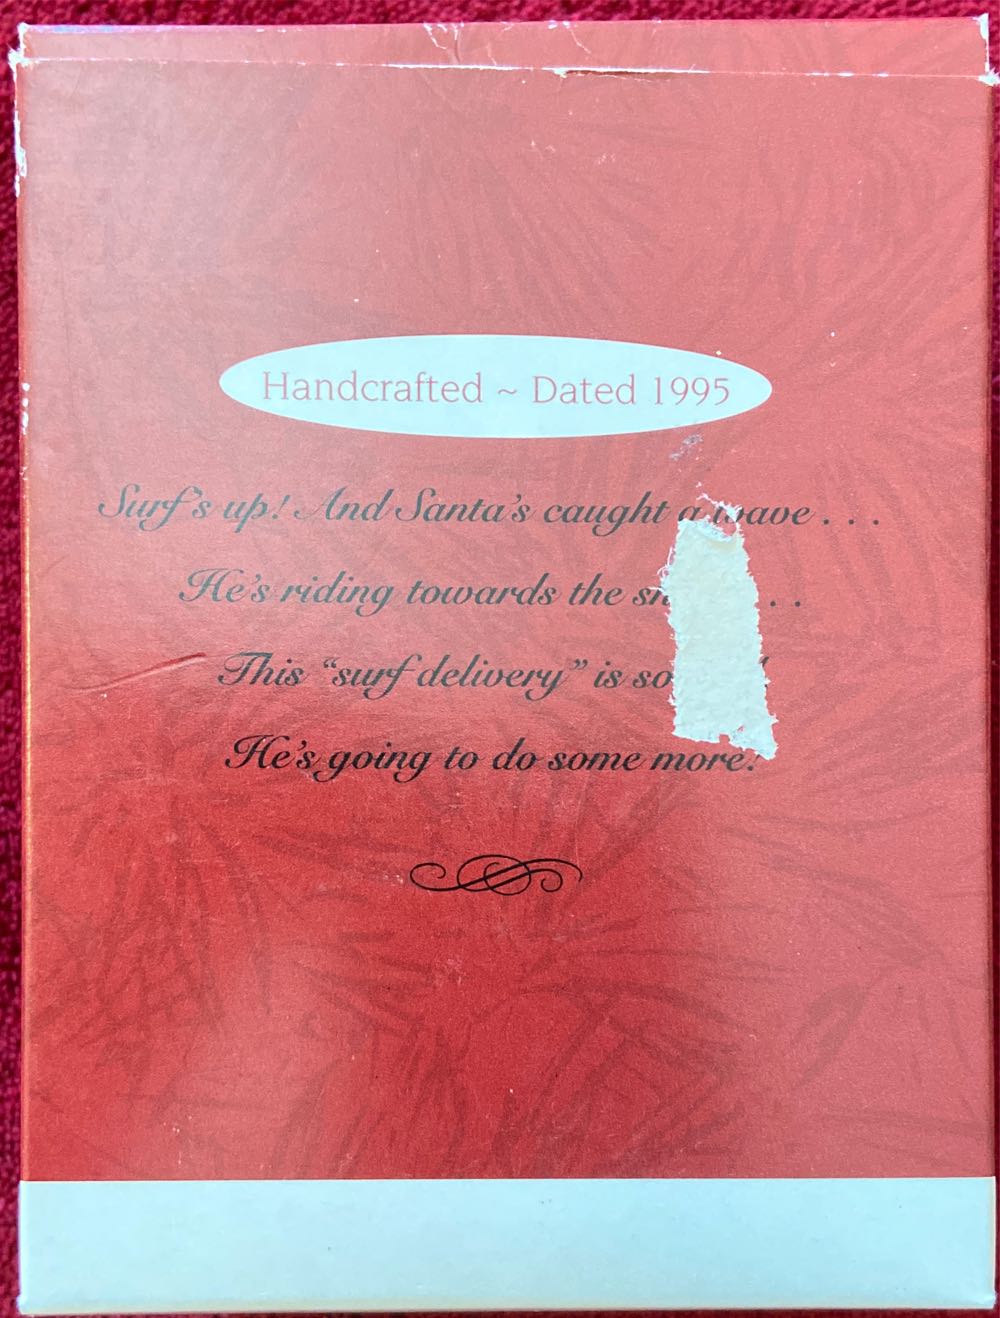 Handcrafted ~ Dated 1995
Surf's up! And Santa's caught a wave . . .
He's riding towards the . .
This “surf delivery” is
He's going to do some more!